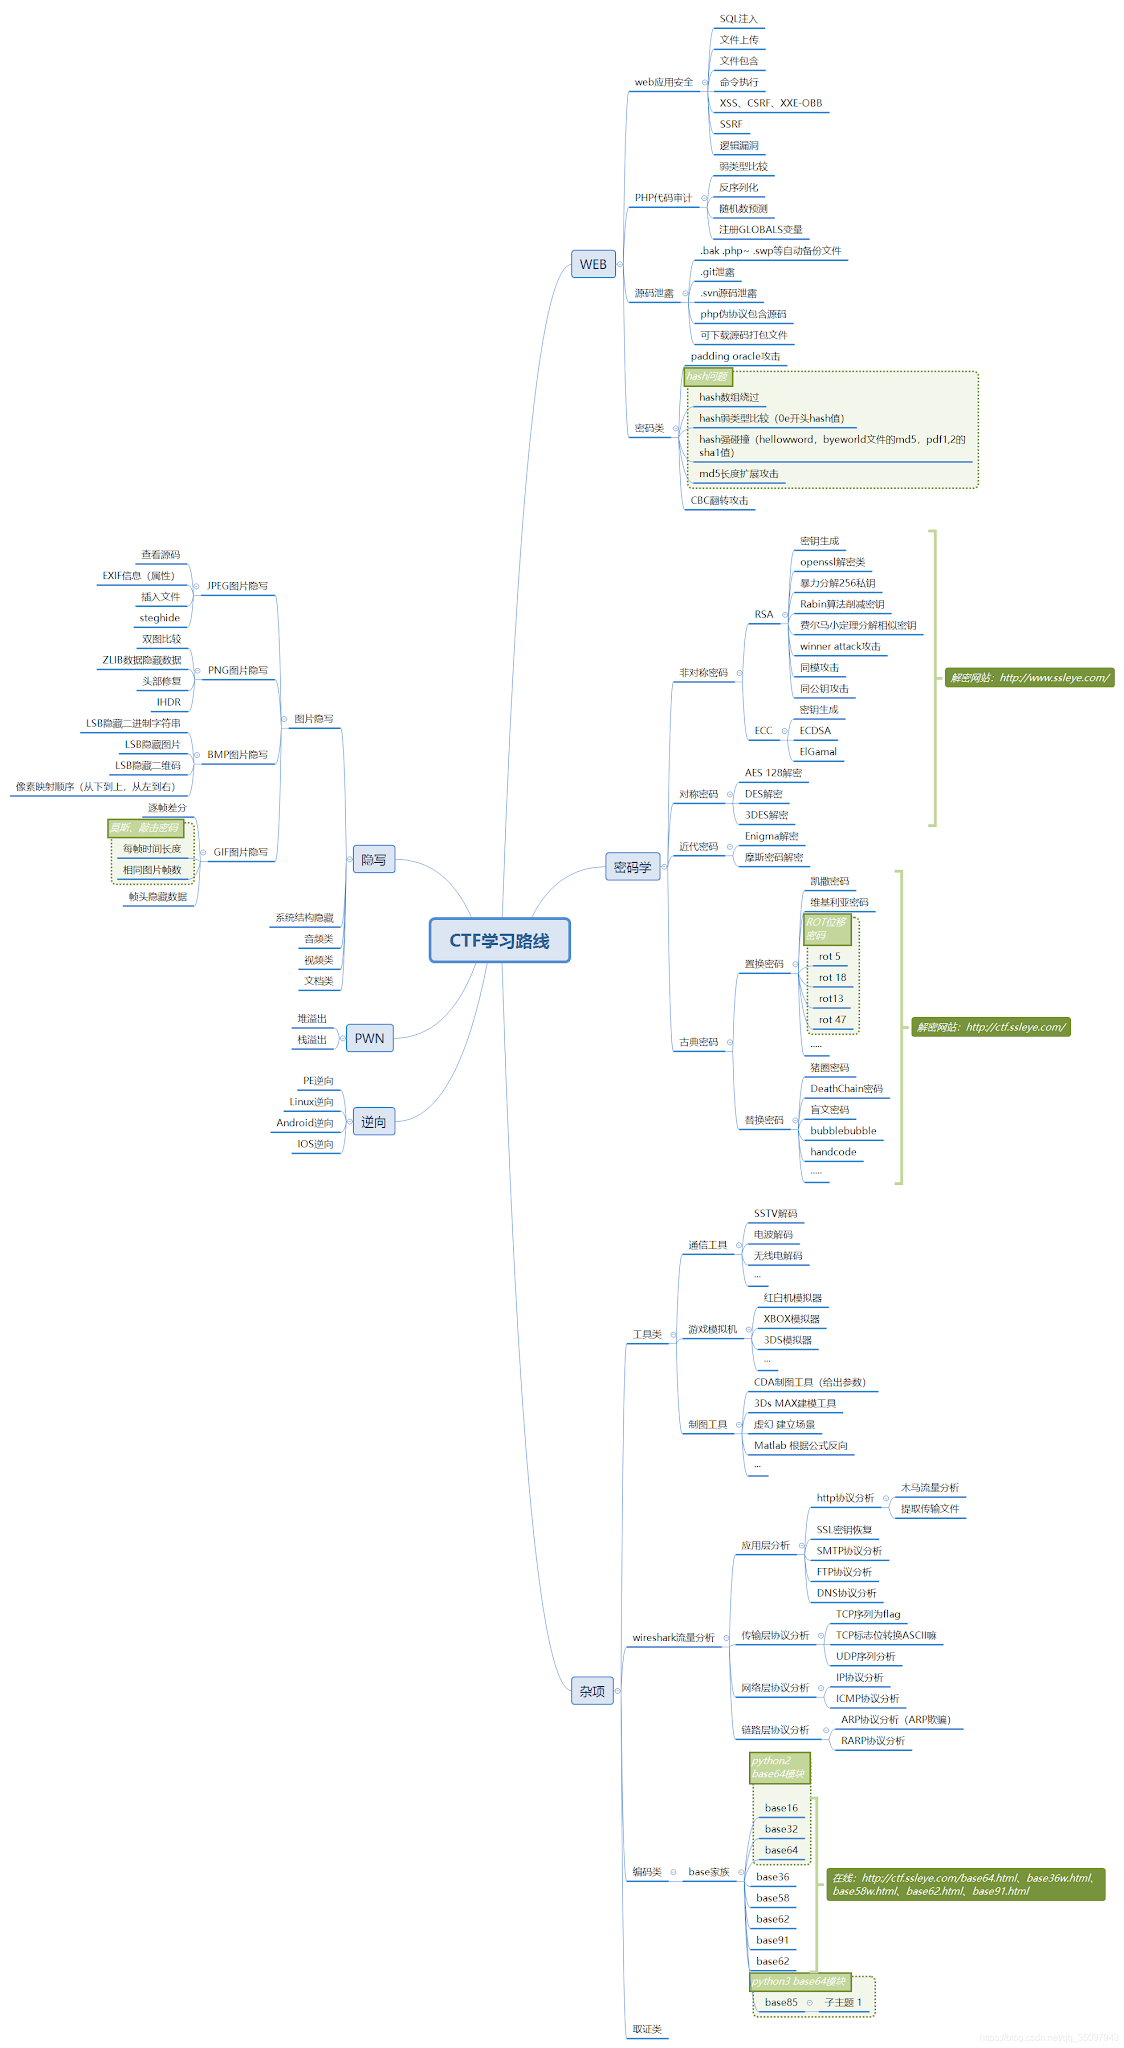 CTF学习路线
WEB
web应用安全
SQL注入
文件上传
文件包含
命令执行
XSS、CSRF、XXE-OBB
SSRF
逻辑漏洞
PHP代码审计
弱类型比较
反序列化
随机数预测
注册GLOBALS变量
源码泄露
.bak .php~ .swp等自动备份文件
.git泄露
.svn源码泄露
php伪协议包含源码
可下载源码打包文件
密码类
padding oracle攻击
hash问题
hash数组绕过
hash弱类型比较（0e开头hash值）
hash强碰撞（hellowword，byeworld文件的md5，pdf1,2的
sha1值）
md5长度扩展攻击
CBC翻转攻击
密码学
非对称密码
RSA
密钥生成
openssl解密类
暴力分解256私钥
Rabin算法削减密钥
费尔马小定理分解相似密钥
winner attack攻击
同模攻击
同公钥攻击
ECC
密钥生成
ECDSA
ElGamal
对称密码
AES 128解密
DES解密
3DES解密
近代密码
Enigma解密
摩斯密码解密
解密网站：http://www.ssleye.com/
古典密码
置换密码
凯撒密码
维基利亚密码
ROT位移
密码
rot 5
rot 18
rot13
rot 47
.....
替换密码
猪圈密码
DeathChain密码
盲文密码
bubblebubble
handcode
.....
解密网站：http://ctf.ssleye.com/
杂项
工具类
通信工具
SSTV解码
电波解码
无线电解码
...
游戏模拟机
红白机模拟器
XBOX模拟器
3DS模拟器
...
制图工具
CDA制图工具（给出参数）
3Ds MAX建模工具
虚幻 建立场景
Matlab 根据公式反向
...
wireshark流量分析
应用层分析
http协议分析
木马流量分析
提取传输文件
SSL密钥恢复
SMTP协议分析
FTP协议分析
DNS协议分析
传输层协议分析
TCP序列为flag
TCP标志位转换ASCII嘛
UDP序列分析
网络层协议分析
IP协议分析
ICMP协议分析
链路层协议分析
ARP协议分析（ARP欺骗）
RARP协议分析
编码类
base家族
python2
base64模块
base16
base32
base64
base36
base58
base62
base91
base62
python3 base64模块
base85
子主题 1
在线：http://ctf.ssleye.com/base64.html、base36w.html、
base58w.html、base62.html、base91.html
取证类
隐写
图片隐写
JPEG图片隐写
查看源码
EXIF信息（属性）
插入文件
steghide
PNG图片隐写
双图比较
ZLIB数据隐藏数据
头部修复
IHDR
BMP图片隐写
LSB隐藏二进制字符串
LSB隐藏图片
LSB隐藏二维码
像素映射顺序（从下到上，从左到右）
GIF图片隐写
逐帧差分
莫斯、敲击密码
每帧时间长度
相同图片帧数
帧头隐藏数据
系统结构隐藏
音频类
视频类
文档类
PWN
堆溢出
栈溢出
逆向
PE逆向
Linux逆向
Android逆向
IOS逆向
https://blog.csdn.net/qq_35097943